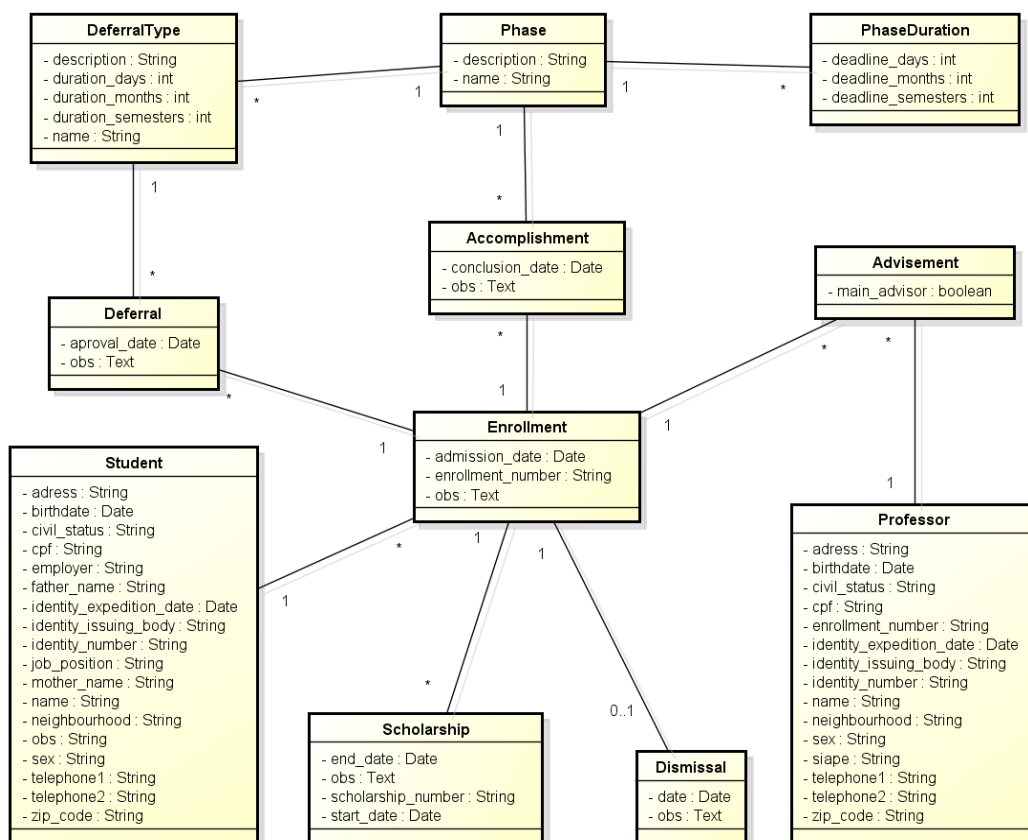 DeferralType
- description : String
- duration_days : int
- duration_months : int
- duration_semesters : int
- name : String
Phase
- description : String
- name : String
PhaseDuration
- deadline_days : int
- deadline_months : int
- deadline_semesters : int
*
1
1
*
1
*
1
*
Accomplishment
- conclusion_date : Date
- obs : Text
Advisement
- main_advisor : boolean
Deferral
- aproval_date : Date
- obs : Text
*
1
*
1
*
1
*
1
Enrollment
- admission_date : Date
- enrollment_number : String
- obs : Text
Student
- adress : String
- birthdate : Date
- civil_status : String
- cpf : String
- employer : String
- father_name : String
- identity_expedition_date : Date
- identity_issuing_body : String
- identity_number : String
- job_position : String
- mother_name : String
- name : String
- neighbourhood : String
- obs : String
- sex : String
- telephone1 : String
- telephone2 : String
- zip_code : String
*
1
1
*
1
0..1
Scholarship
- end_date : Date
- obs : Text
- scholarship_number : String
- start_date : Date
Dismissal
- date : Date
- obs : Text
Professor
- adress : String
- birthdate : Date
- civil_status : String
- cpf : String
- enrollment_number : String
- identity_expedition_date : Date
- identity_issuing_body : String
- identity_number : String
- name : String
- neighbourhood : String
- sex : String
- siape : String
- telephone1 : String
- telephone2 : String
- zip_code : String